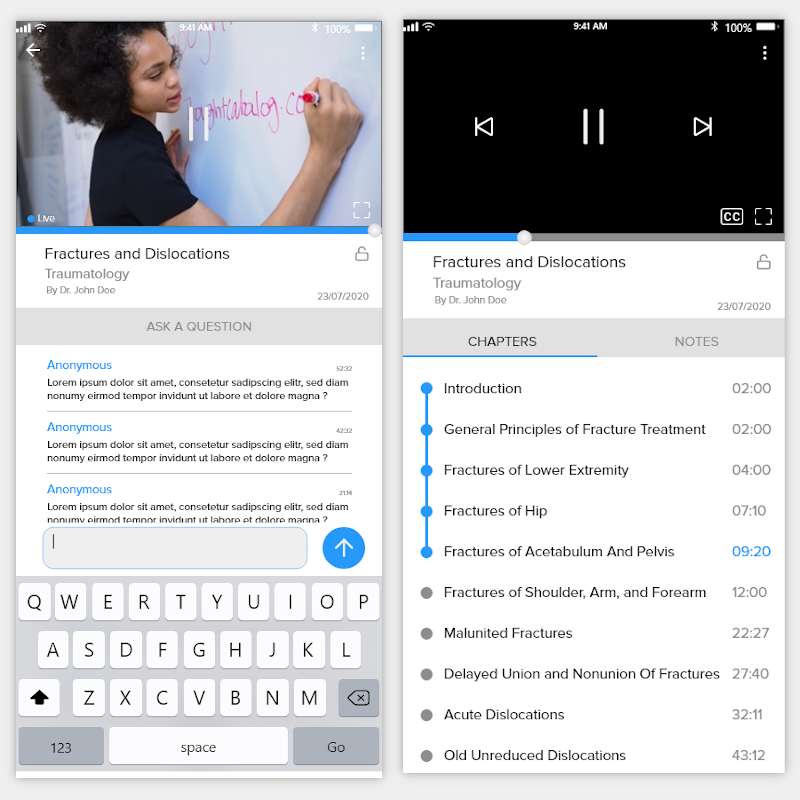 9:41 AM
100%
Live
Fractures and Dislocations
Traumatology
By Dr. John Doe
23/07/2020
ASK A QUESTION
Anonymous
52:32
Lorem ipsum dolor sit amet, consetetur sadipscing elitr, sed diam
nonumy eirmod tempor invidunt ut labore et dolore magna ?
Anonymous
42:32
Lorem ipsum dolor sit amet, consetetur sadipscing elitr, sed diam
nonumy eirmod tempor invidunt ut labore et dolore magna ?
Anonymous
21:14
Lorem ipsum dolor sit amet, consetetur sadipscing elitr, sed diam
nonumy eirmod tempor invidunt ut labore et dolore magna ?
Q W E R T Y U I O P
A S D F G H J K L
Z X C V B N M
123 space Go
9:41 AM
100%
CC
Fractures and Dislocations
Traumatology
By Dr. John Doe
23/07/2020
CHAPTERS NOTES
Introduction 02:00
General Principles of Fracture Treatment 02:00
Fractures of Lower Extremity 04:00
Fractures of Hip 07:10
Fractures of Acetabulum And Pelvis 09:20
Fractures of Shoulder, Arm, and Forearm 12:00
Malunited Fractures 22:27
Delayed Union and Nonunion Of Fractures 27:40
Acute Dislocations 32:11
Old Unreduced Dislocations 43:12